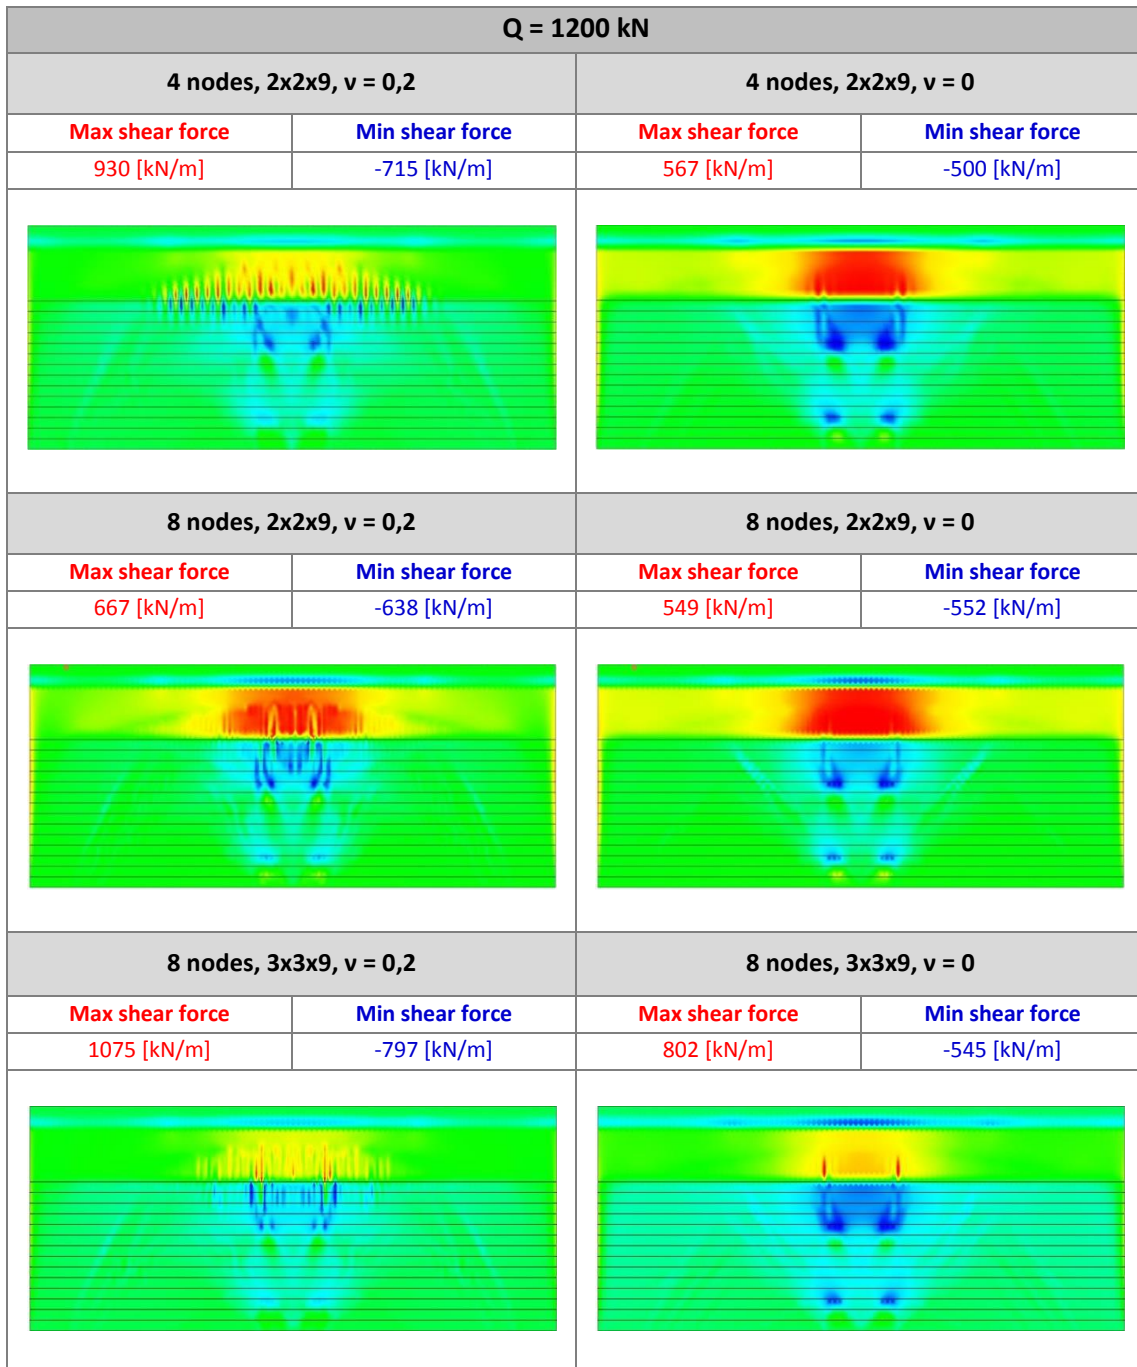 Q = 1200 kN
4 nodes, 2x2x9, ν = 0,2 4 nodes, 2x2x9, ν = 0
Max shear force Min shear force Max shear force Min shear force
930 [kN/m] -715 [kN/m] 567 [kN/m] -500 [kN/m]
8 nodes, 2x2x9, ν = 0,2 8 nodes, 2x2x9, ν = 0
Max shear force Min shear force Max shear force Min shear force
667 [kN/m] -638 [kN/m] 549 [kN/m] -552 [kN/m]
8 nodes, 3x3x9, ν = 0,2 8 nodes, 3x3x9, ν = 0
Max shear force Min shear force Max shear force Min shear force
1075 [kN/m] -797 [kN/m] 802 [kN/m] -545 [kN/m]